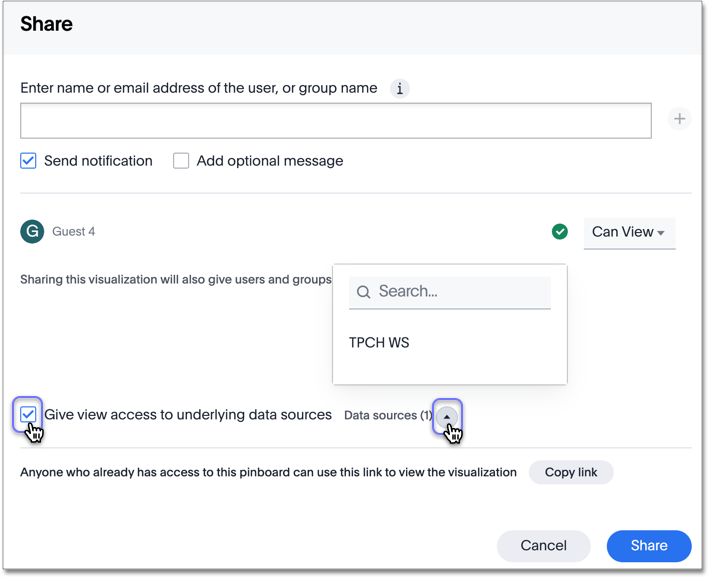 Share
Enter name or email address of the user, or group name i
Send notification Add optional message
G Guest 4 Can View
Sharing this visualization will also give users and groups
Search...
TPCH WS
Give view access to underlying data sources Data sources (1)
Anyone who already has access to this pinboard can use this link to view the visualization Copy link
Cancel Share